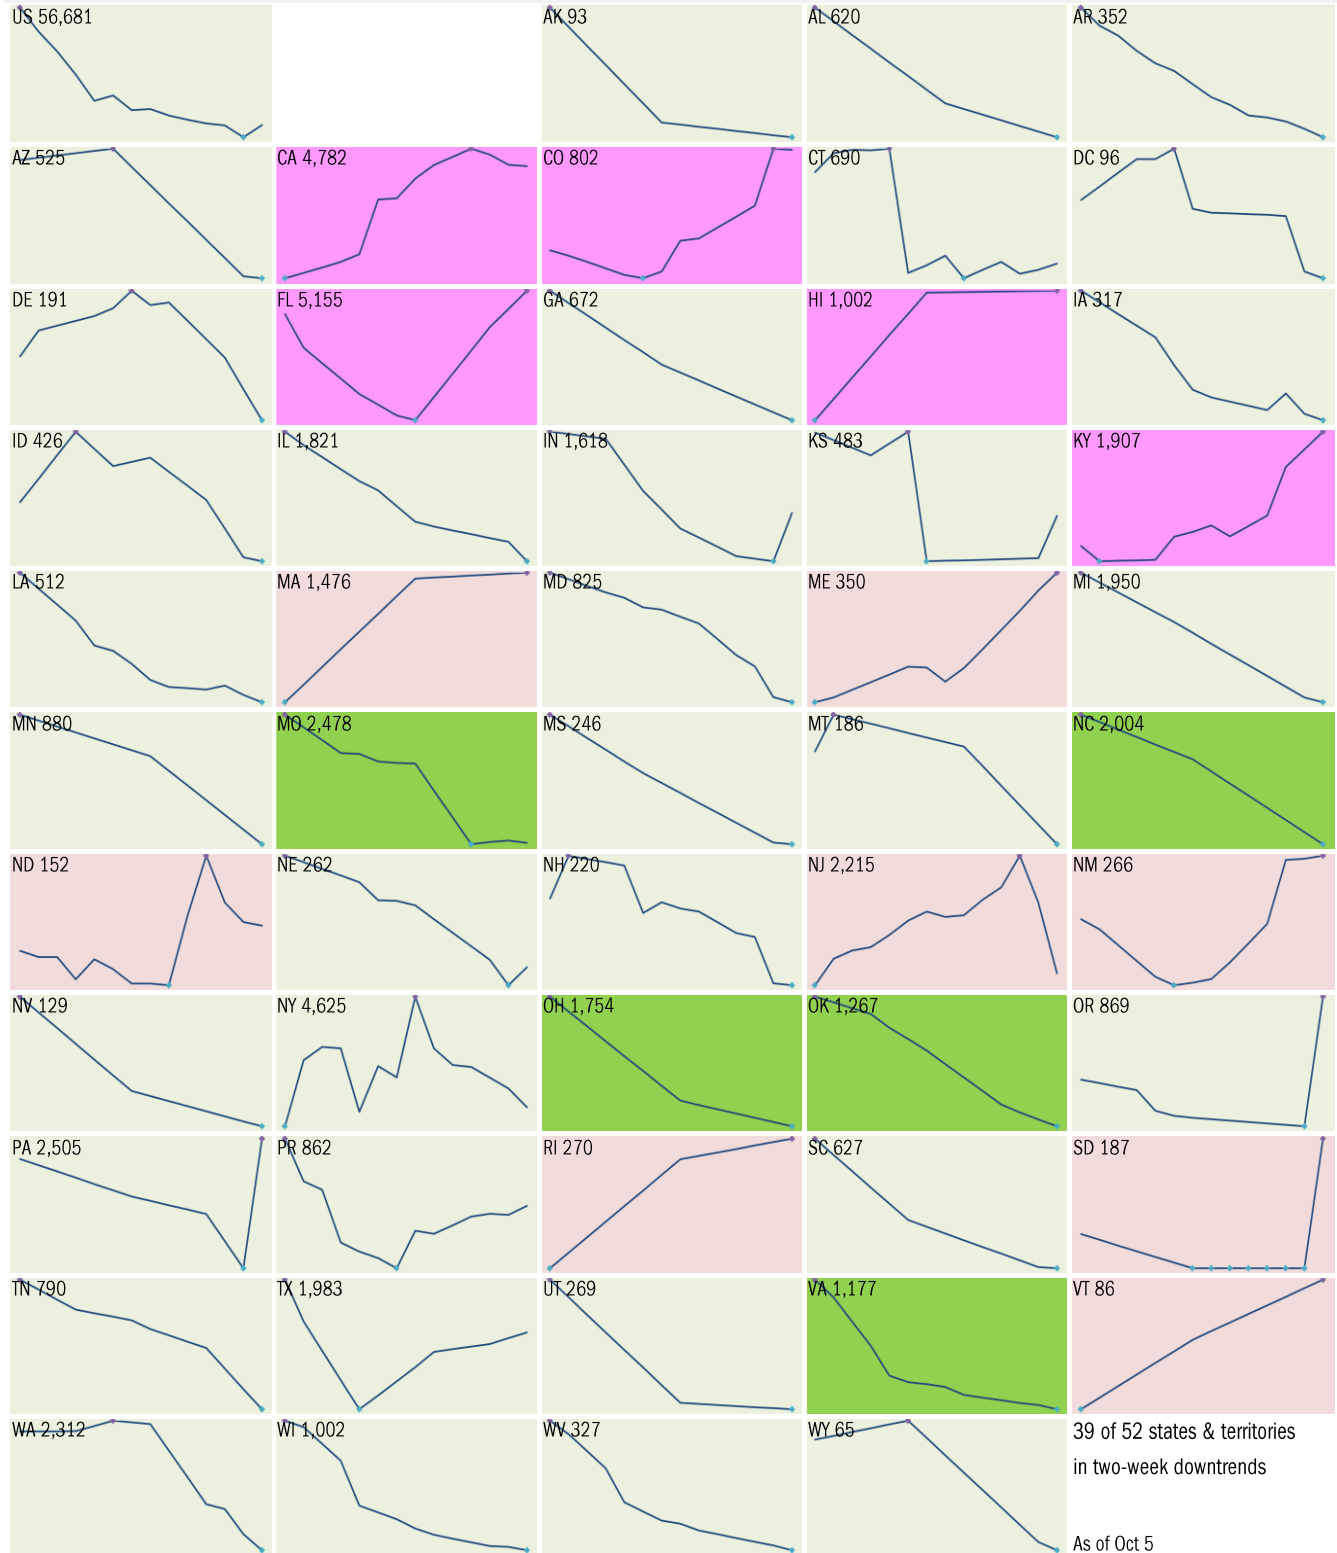 US 56,681
AK 93
AL 620
AR 352
AZ 525
CA 4,782
CO 802
CT 690
DC 96
DE 191
FL 5,155
GA 672
HI 1,002
IA 317
ID 426
IL 1,821
IN 1,618
KS 483
KY 1,907
LA 512
MA 1,476
MD 825
ME 350
MI 1,950
MN 880
MO 2,478
MS 246
MT 186
NC 2,004
ND 152
NE 262
NH 220
NJ 2,215
NM 266
NV 129
NY 4,625
OH 1,754
OK 1,267
OR 869
PA 2,505
PR 862
RI 270
SC 627
SD 187
TN 790
TX 1,983
UT 269
VA 1,177
VT 86
WA 2,312
WI 1,002
WV 327
WY 65
39 of 52 states & territories
in two-week downtrends
As of Oct 5